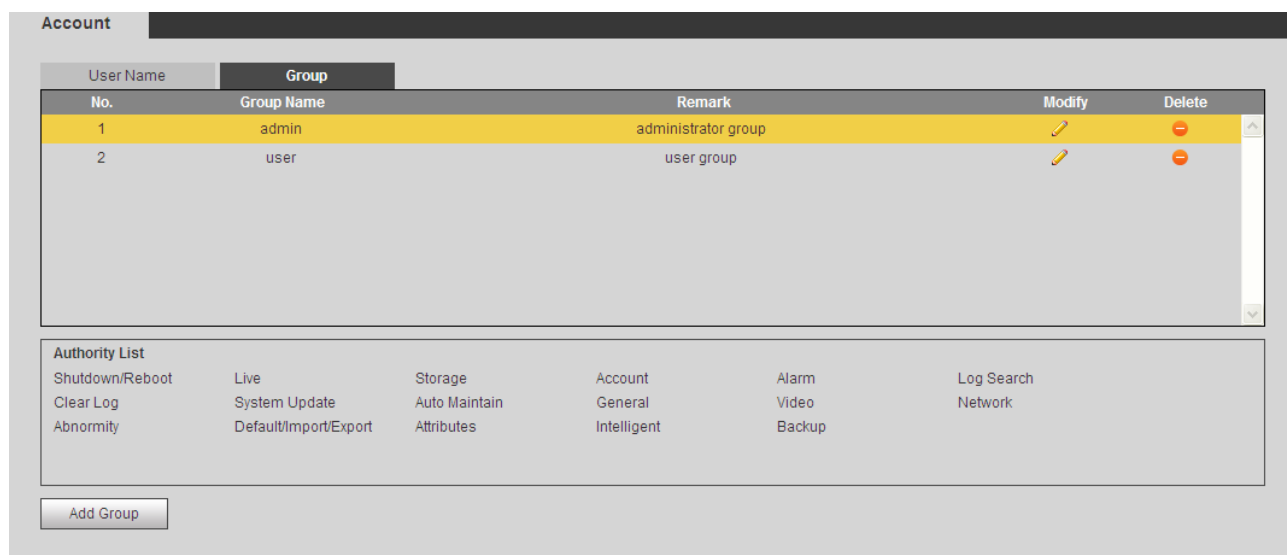 Account
User Name Group
No. Group Name Remark Modify Delete
1 admin administrator group
2 user user group
Authority List
Shutdown/Reboot Live Storage Account Alarm Log Search
Clear Log System Update Auto Maintain General Video Network
Abnormity Default/Import/Export Attributes Intelligent Backup
Add Group